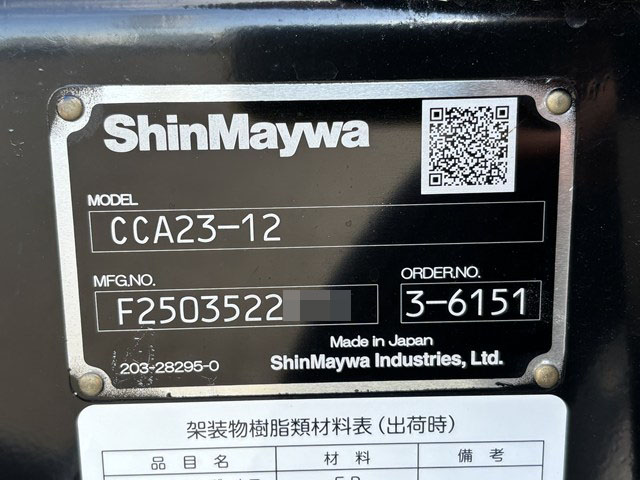 ShinMaywa
MODEL
CCA23-12
MFG.NO.
F2503522
ORDER.NO.
3-6151
Made in Japan
203-28295-0
ShinMaywa Industries, Ltd.
架装物樹脂類材料表(出荷時)
品目名 材料 備考